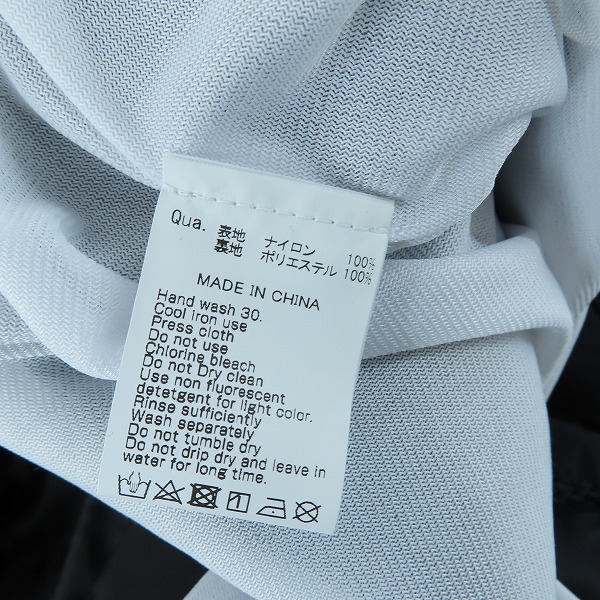 Qua. 表地 ナイロン 100%
裏地 ポリエステル 100%
MADE IN CHINA
Hand wash 30.
Cool iron use
Press cloth
Do not use
Chlorine bleach
Do not Dry clean
Use non fluorescent
detetgent for light color.
Rinse sufficiently
Wash separately
Do not tumble dry
Do not drip dry and leave in
water for long time.